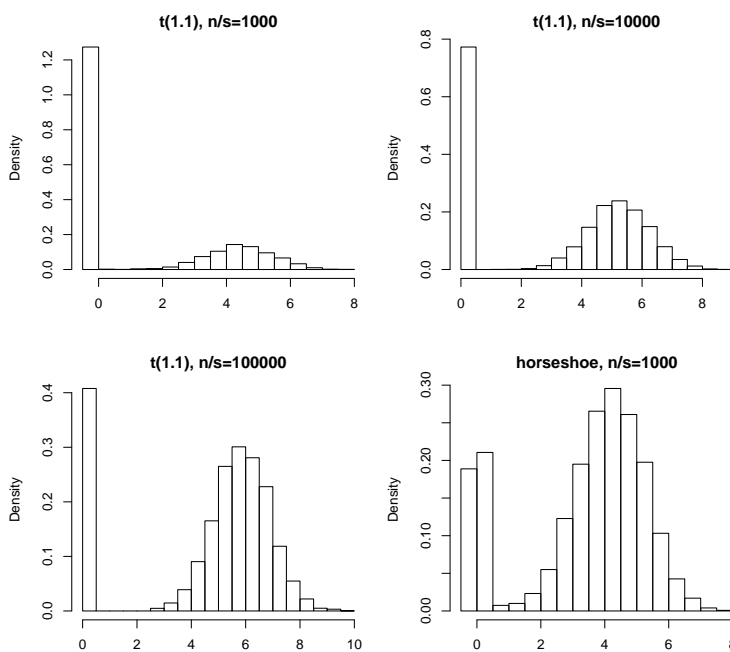 t(1.1), n/s=1000
Density
0.0 0.2 0.4 0.6 0.8 1.0 1.2
0 2 4 6 8
t(1.1), n/s=10000
Density
0.0 0.2 0.4 0.6 0.8
0 2 4 6 8
t(1.1), n/s=100000
Density
0.0 0.1 0.2 0.3 0.4
0 2 4 6 8 10
horseshoe, n/s=1000
Density
0.00 0.10 0.20 0.30
0 2 4 6 8